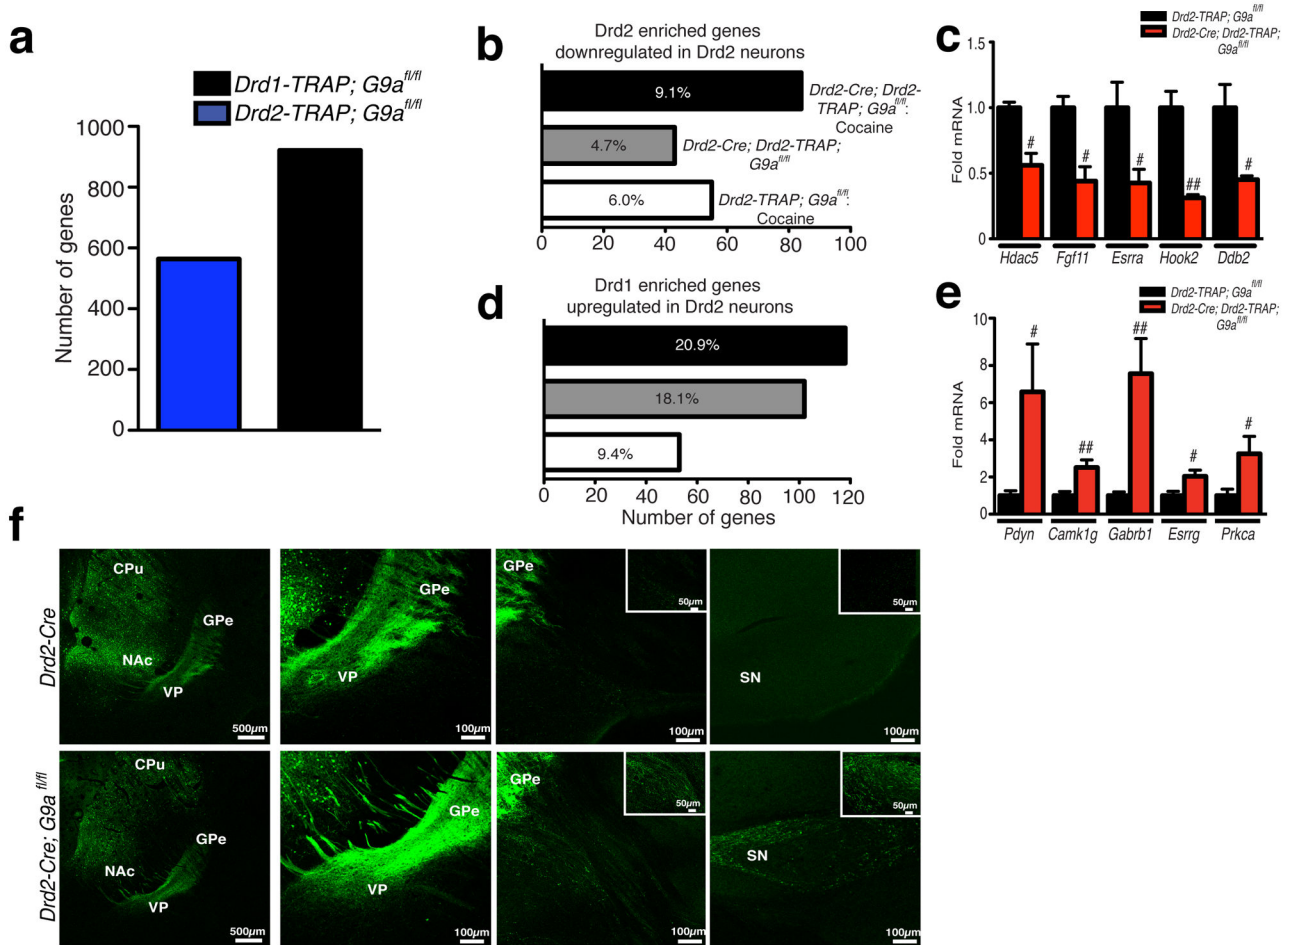 a
Drd1-TRAP; G9a fl/fl
Drd2-TRAP; G9a fl/fl
1000
800
600
400
200
0
Number of genes
b
Drd2 enriched genes
downregulated in Drd2 neurons
9.1%
Drd2-Cre; Drd2-
TRAP; G9a fl/fl:
Cocaine
4.7%
Drd2-Cre; Drd2-TRAP;
G9a fl/fl
6.0%
Drd2-TRAP; G9a fl/fl:
Cocaine
0 20 40 60 80 100
c
Drd2-TRAP; G9a fl/fl
Drd2-Cre; Drd2-TRAP;
G9a fl/fl
1.5
1.0
0.5
0
Fold mRNA
# # # ## #
Hdac5 Fgf11 Esrra Hook2 Ddb2
d
Drd1 enriched genes
upregulated in Drd2 neurons
20.9%
18.1%
9.4%
0 20 40 60 80 100 120
Number of genes
e
Drd2-TRAP; G9a fl/fl
Drd2-Cre; Drd2-TRAP;
G9a fl/fl
10
8
6
4
2
0
Fold mRNA
# ## ## # #
Pdyn Camk1g Gabrb1 Esrrg Prkca
f
Drd2-Cre
CPu
GPe
NAc
VP
500µm
GPe
VP
100µm
GPe
50µm
100µm
50µm
SN
100µm
Drd2-Cre; G9a fl/fl
CPu
GPe
NAc
VP
500µm
GPe
VP
100µm
GPe
50µm
100µm
50µm
SN
100µm